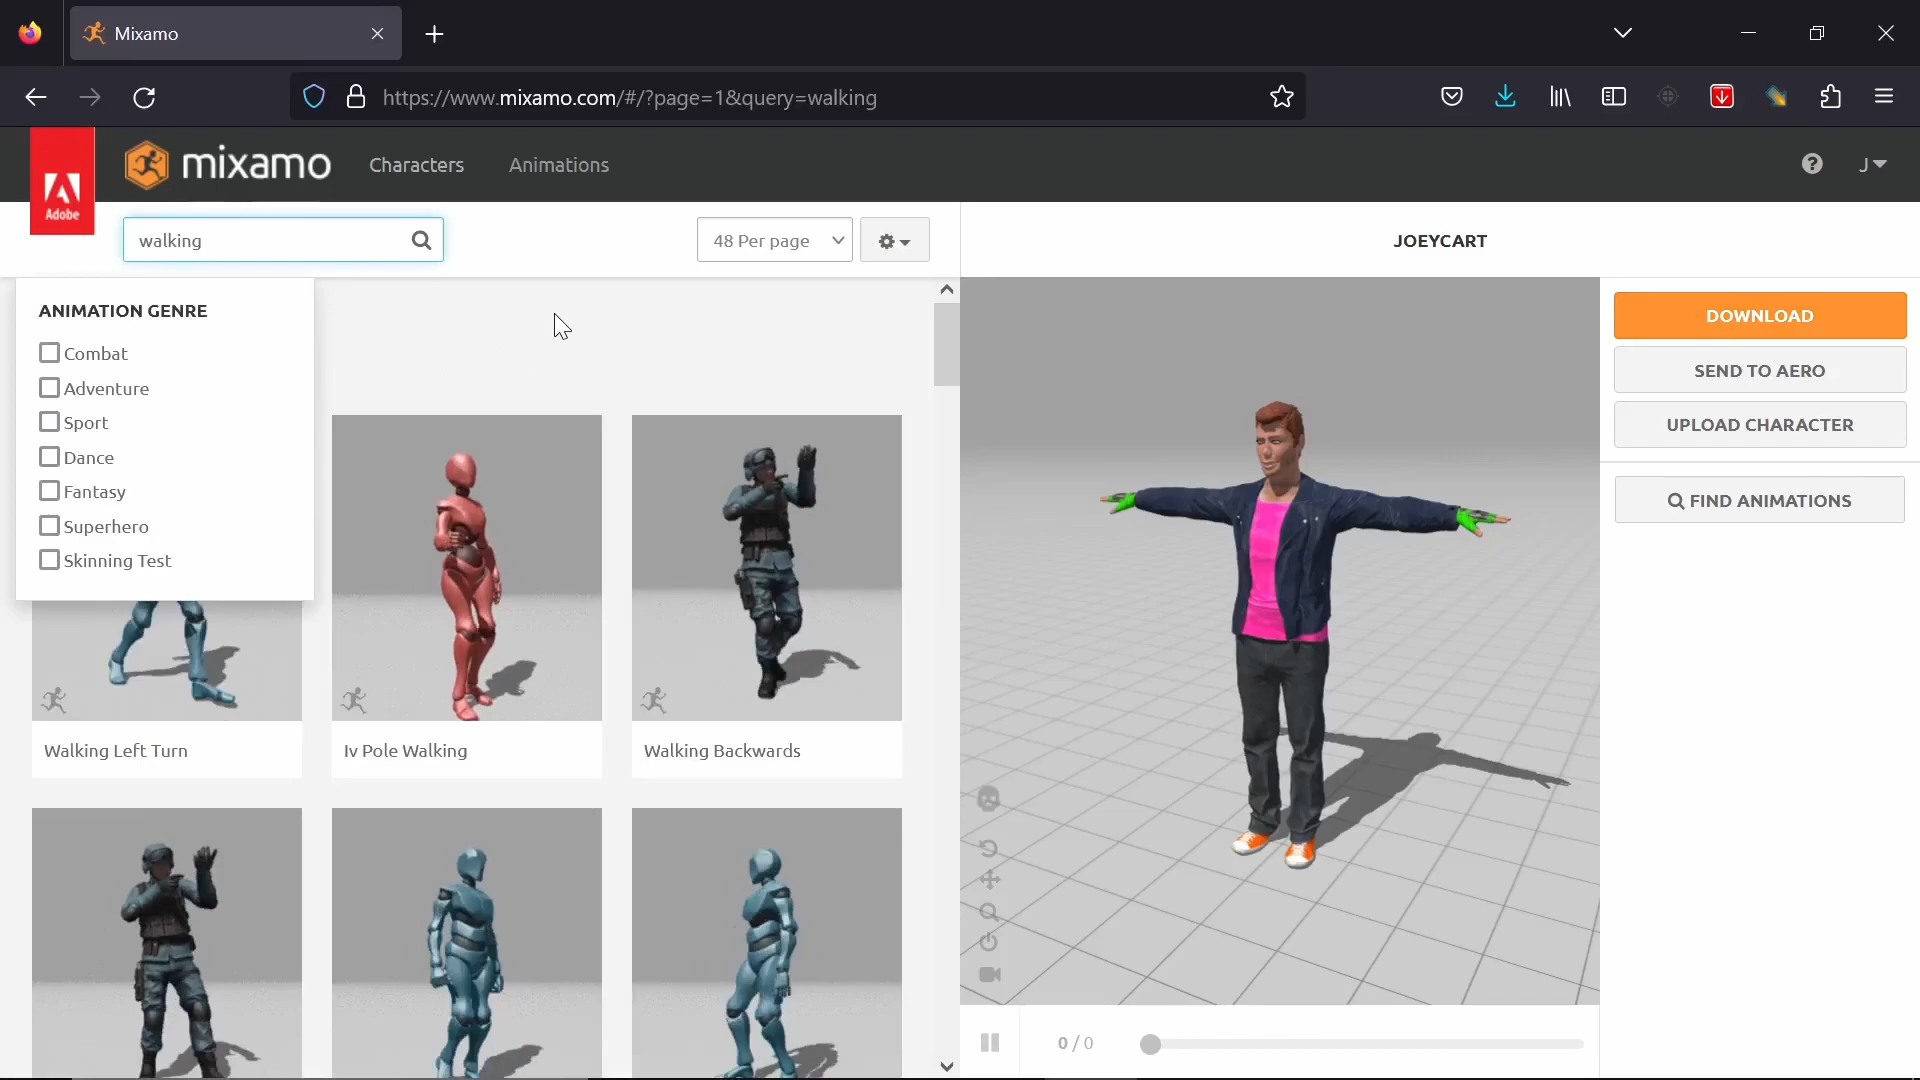 Mixamo
https://www.mixamo.com/#/?page=1&query=walking
Adobe
mixamo
Characters
Animations
J
walking
48 Per page
JOEYCART
ANIMATION GENRE
Combat
Adventure
Sport
Dance
Fantasy
Superhero
Skinning Test
DOWNLOAD
SEND TO AERO
UPLOAD CHARACTER
FIND ANIMATIONS
Walking Left Turn
Iv Pole Walking
Walking Backwards
0 / 0